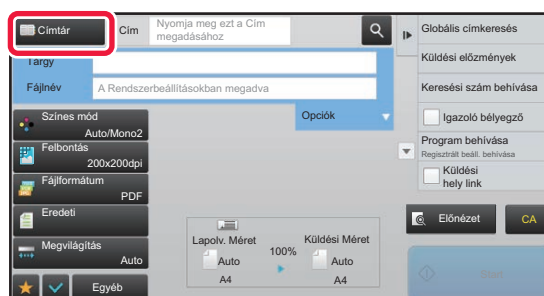 Címtár
Cím
Nyomja meg ezt a Cím
megadásához
Tárgy
Fájlnév
A Rendszerbeállításokban megadva
Opciók
Színes mód
Auto/Mono2
Felbontás
200x200dpi
Fájlformátum
PDF
Eredeti
Megvilágítás
Auto
Egyéb
Lapolv. Méret
Auto
A4
100%
Küldési Méret
Auto
A4
Globális címkeresés
Küldési előzmények
Keresési szám behívása
Igazoló bélyegző
Program behívása
Regisztrált beáll. behívása
Küldési
hely link
Előnézet
CA
Start